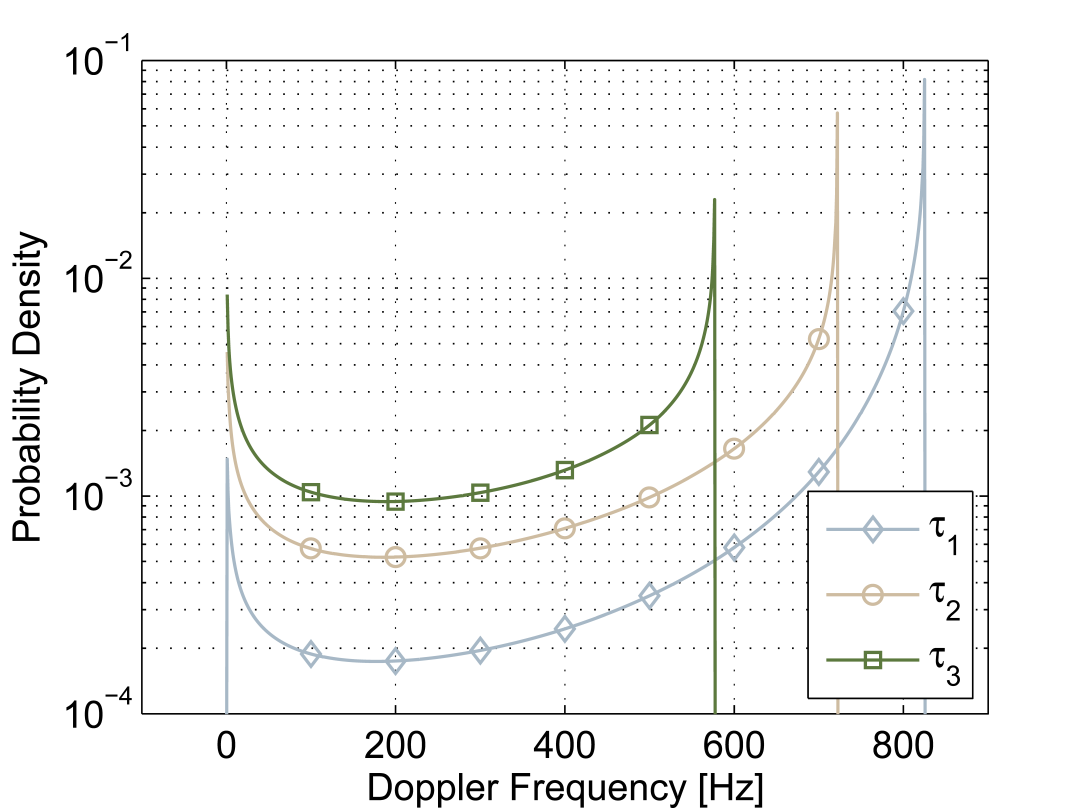 10⁻¹
10⁻²
10⁻³
10⁻⁴
Probability Density
0 200 400 600 800
Doppler Frequency [Hz]
τ₁
τ₂
τ₃